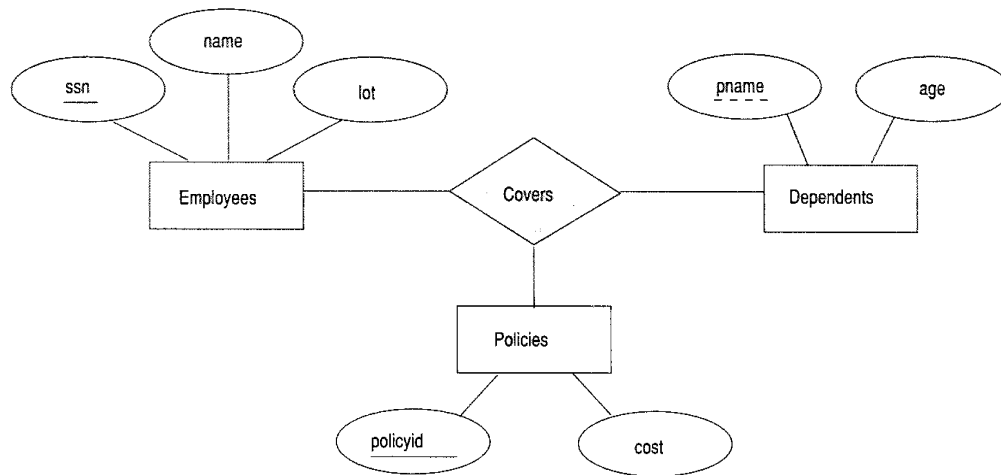 name
ssn
lot
pname
age
Employees
Covers
Dependents
Policies
policyid
cost